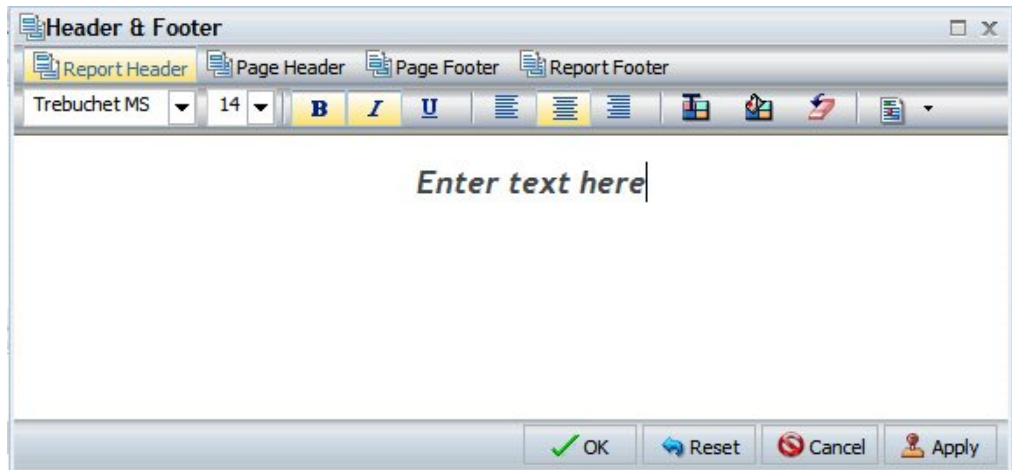 Header & Footer
Report Header Page Header Page Footer Report Footer
Trebuchet MS 14 B I U
Enter text here
OK Reset Cancel Apply